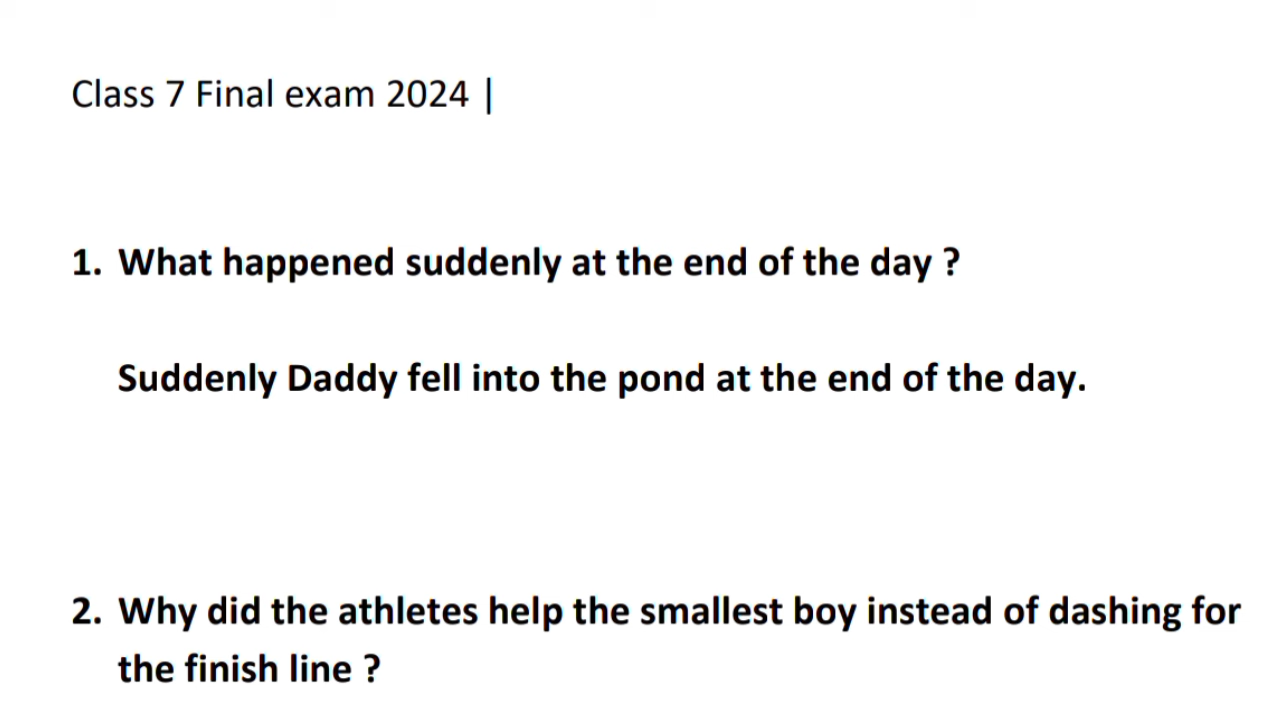 Class 7 Final exam 2024 |
1. What happened suddenly at the end of the day ?
Suddenly Daddy fell into the pond at the end of the day.
2. Why did the athletes help the smallest boy instead of dashing for
the finish line ?